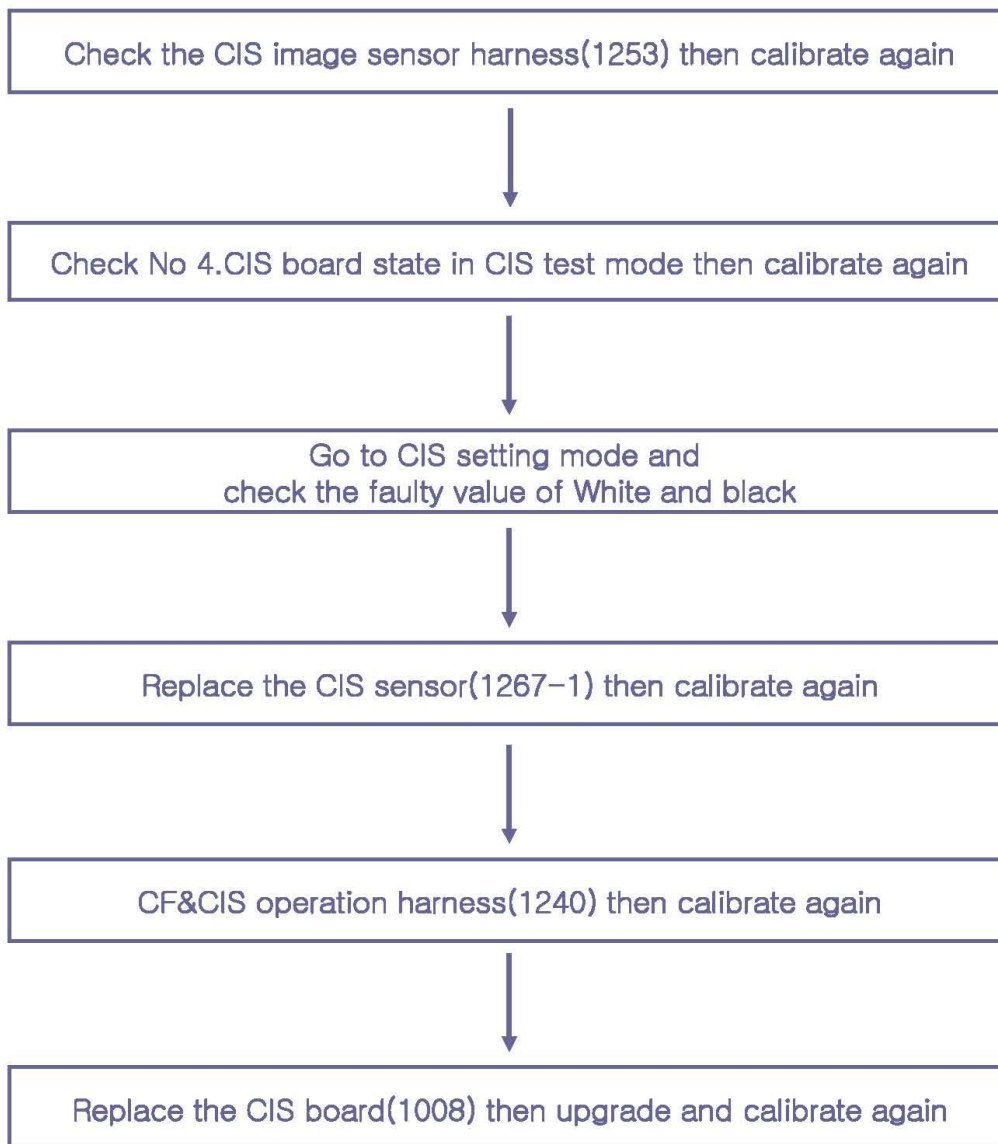 Check the CIS image sensor harness(1253) then calibrate again
Check No 4.CIS board state in CIS test mode then calibrate again
Go to CIS setting mode and
check the faulty value of White and black
Replace the CIS sensor(1267-1) then calibrate again
CF&CIS operation harness(1240) then calibrate again
Replace the CIS board(1008) then upgrade and calibrate again